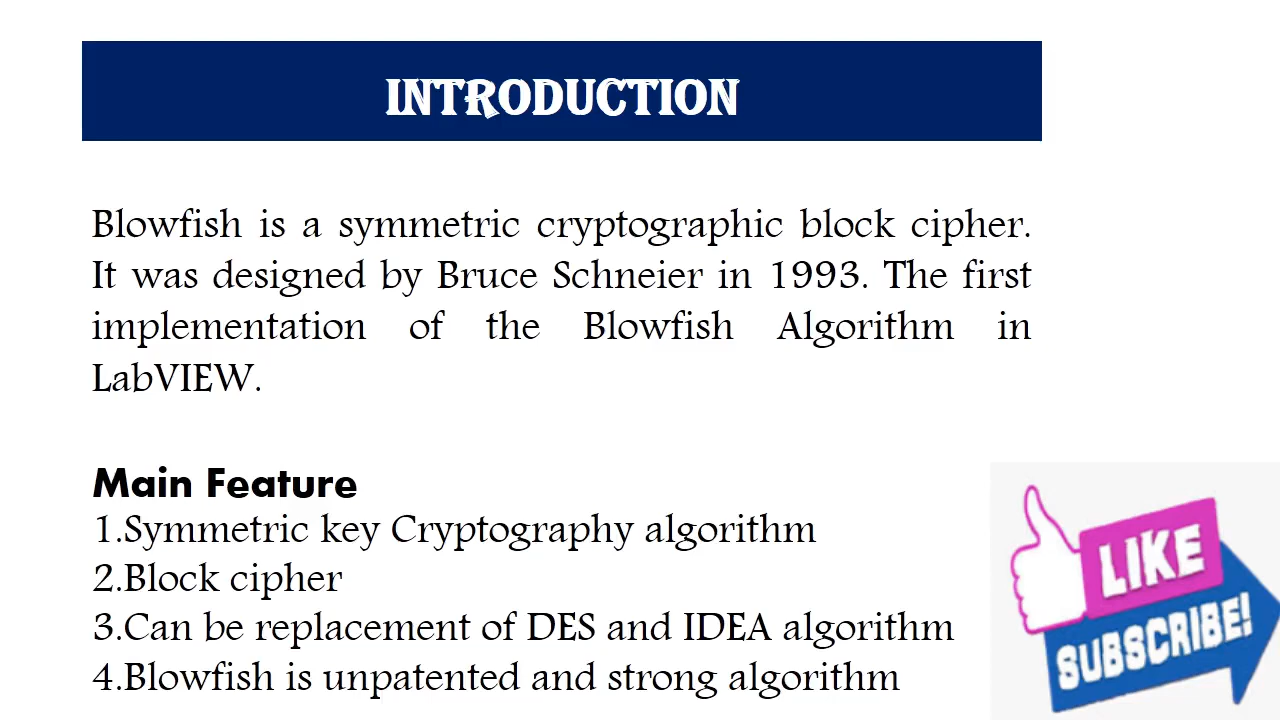 INTRODUCTION
Blowfish is a symmetric cryptographic block cipher.
It was designed by Bruce Schneier in 1993. The first
implementation of the Blowfish Algorithm in
LabVIEW.
Main Feature
1.Symmetric key Cryptography algorithm
2.Block cipher
3.Can be replacement of DES and IDEA algorithm
4.Blowfish is unpatented and strong algorithm
LIKE
SUBSCRIBE!